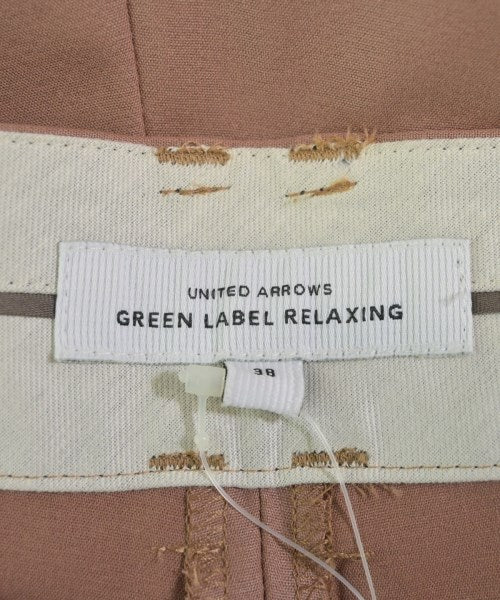 UNITED ARROWS
GREEN LABEL RELAXING
38